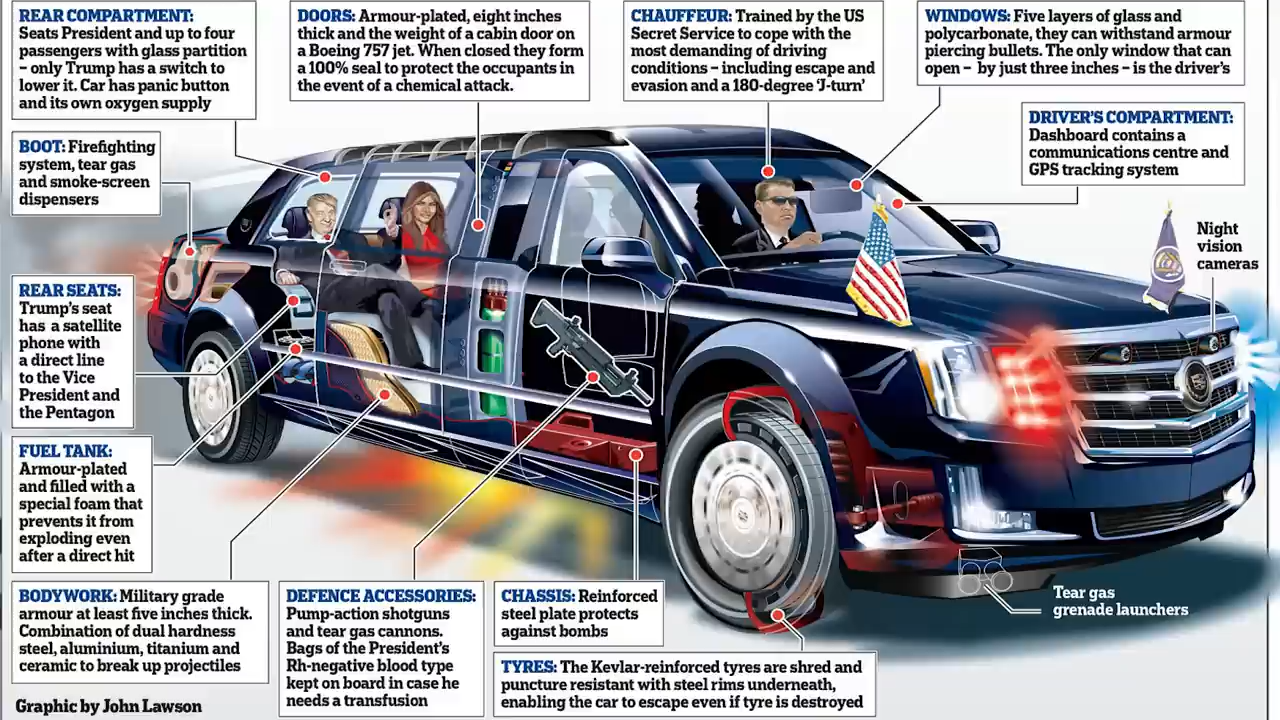 REAR COMPARTMENT:
Seats President and up to four
passengers with glass partition
– only Trump has a switch to
lower it. Car has panic button
and its own oxygen supply
DOORS: Armour-plated, eight inches
thick and the weight of a cabin door on
a Boeing 757 jet. When closed they form
a 100% seal to protect the occupants in
the event of a chemical attack.
CHAUFFEUR: Trained by the US
Secret Service to cope with the
most demanding of driving
conditions – including escape and
evasion and a 180-degree ‘J-turn’
WINDOWS: Five layers of glass and
polycarbonate, they can withstand armour
piercing bullets. The only window that can
open – by just three inches – is the driver’s
DRIVER’S COMPARTMENT:
Dashboard contains a
communications centre and
GPS tracking system
BOOT: Firefighting
system, tear gas
and smoke-screen
dispensers
Night
vision
cameras
REAR SEATS:
Trump’s seat
has a satellite
phone with
a direct line
to the Vice
President and
the Pentagon
FUEL TANK:
Armour-plated
and filled with a
special foam that
prevents it from
exploding even
after a direct hit
BODYWORK: Military grade
armour at least five inches thick.
Combination of dual hardness
steel, aluminium, titanium and
ceramic to break up projectiles
DEFENCE ACCESSORIES:
Pump-action shotguns
and tear gas cannons.
Bags of the President’s
Rh-negative blood type
kept on board in case he
needs a transfusion
CHASSIS: Reinforced
steel plate protects
against bombs
TYRES: The Kevlar-reinforced tyres are shred and
puncture resistant with steel rims underneath,
enabling the car to escape even if tyre is destroyed
Tear gas
grenade launchers
Graphic by John Lawson